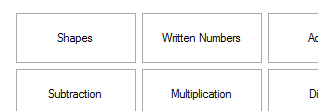 Shapes Written Numbers
Subtraction Multiplication